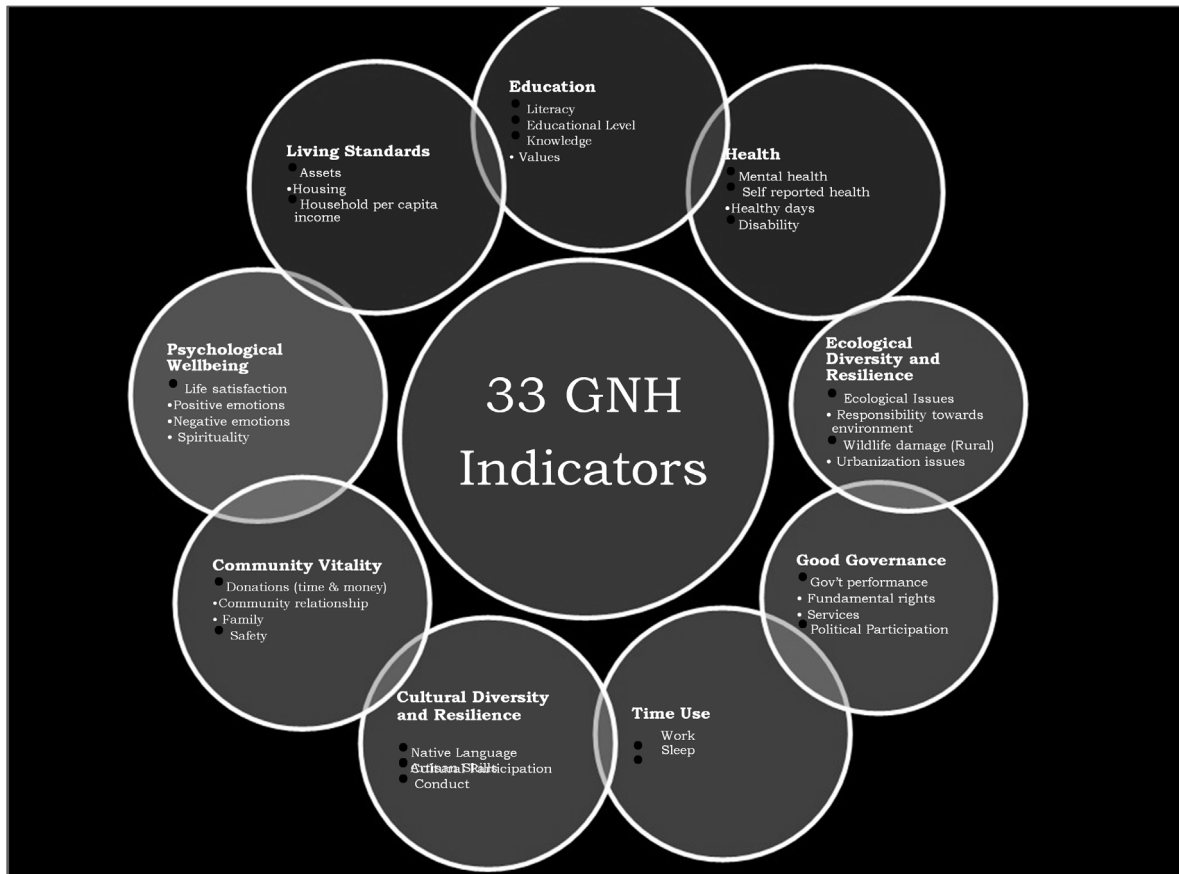 Education
Literacy
Educational Level
Knowledge
• Values
Living Standards
Assets
•Housing
Household per capita
income
Health
Mental health
Self reported health
•Healthy days
Disability
Psychological
Wellbeing
Life satisfaction
•Positive emotions
•Negative emotions
• Spirituality
33 GNH
Indicators
Ecological
Diversity and
Resilience
Ecological Issues
• Responsibility towards
environment
Wildlife damage (Rural)
• Urbanization issues
Community Vitality
Donations (time & money)
•Community relationship
• Family
Safety
Good Governance
Gov't performance
• Fundamental rights
• Services
Political Participation
Cultural Diversity
and Resilience
Native Language
Artisan Skills
Cultural Participation
Conduct
Time Use
Work
Sleep